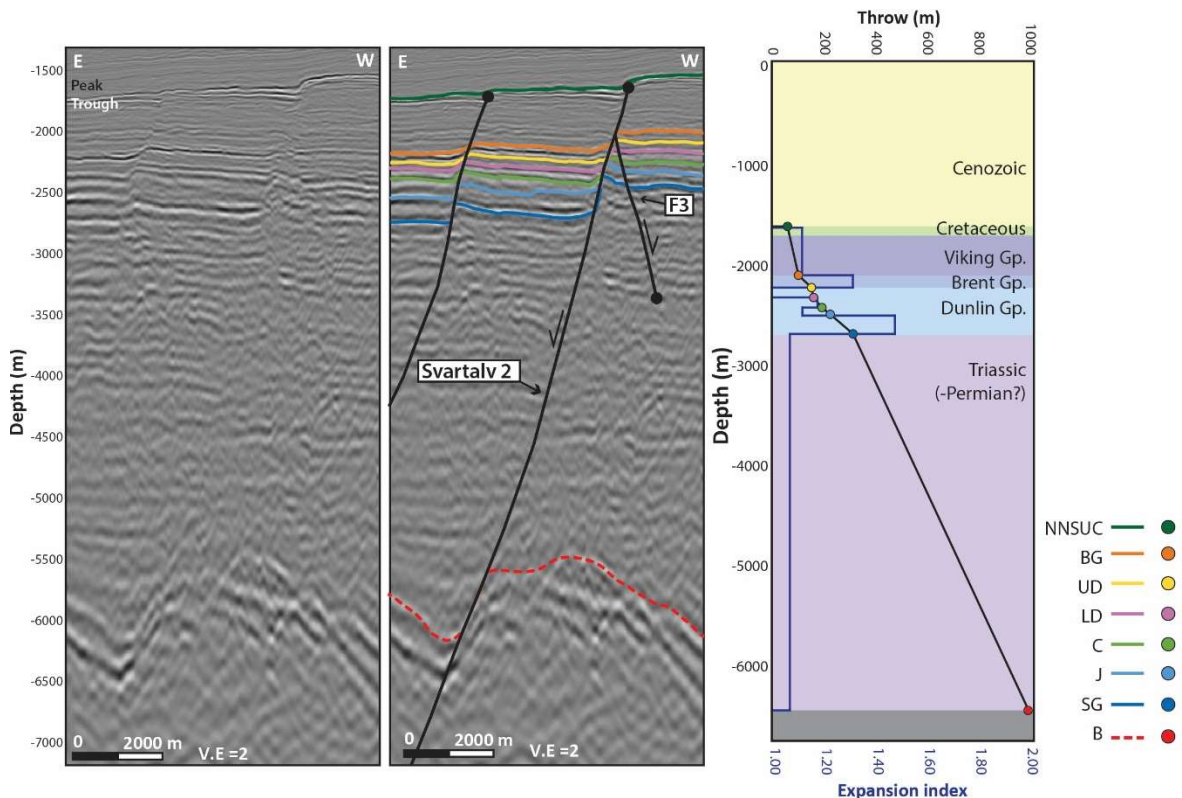 E
W
Peak
Trough
-1500
-2000
-2500
-3000
-3500
-4000
-4500
-5000
-5500
-6000
-6500
-7000
Depth (m)
0 2000 m V.E =2
E
W
F3
Svartalv 2
0 2000 m V.E =2
Throw (m)
0 200 400 600 800 1000
0
-1000
-2000
-3000
-4000
-5000
-6000
Depth (m)
Cenozoic
Cretaceous
Viking Gp.
Brent Gp.
Dunlin Gp.
Triassic
(-Permian?)
1.00 1.20 1.40 1.60 1.80 2.00
Expansion index
NNSUC
BG
UD
LD
C
J
SG
B